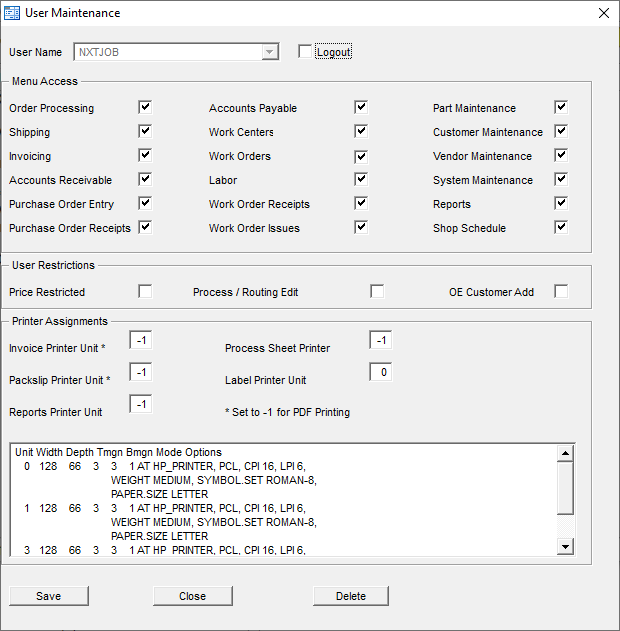 User Maintenance
User Name NXTJOB Logout
Menu Access
Order Processing Accounts Payable Part Maintenance
Shipping Work Centers Customer Maintenance
Invoicing Work Orders Vendor Maintenance
Accounts Receivable Labor System Maintenance
Purchase Order Entry Work Order Receipts Reports
Purchase Order Receipts Work Order Issues Shop Schedule
User Restrictions
Price Restricted Process / Routing Edit OE Customer Add
Printer Assignments
Invoice Printer Unit * -1 Process Sheet Printer -1
Packslip Printer Unit * -1 Label Printer Unit 0
Reports Printer Unit -1 * Set to -1 for PDF Printing
Unit Width Depth Tmgn Bmgn Mode Options
0 128 66 3 3 1 AT HP_PRINTER, PCL, CPI 16, LPI 6,
WEIGHT MEDIUM, SYMBOL.SET ROMAN-8,
PAPER.SIZE LETTER
1 128 66 3 3 1 AT HP_PRINTER, PCL, CPI 16, LPI 6,
WEIGHT MEDIUM, SYMBOL.SET ROMAN-8,
PAPER.SIZE LETTER
3 128 66 3 3 1 AT HP_PRINTER, PCL, CPI 16, LPI 6,
Save Close Delete